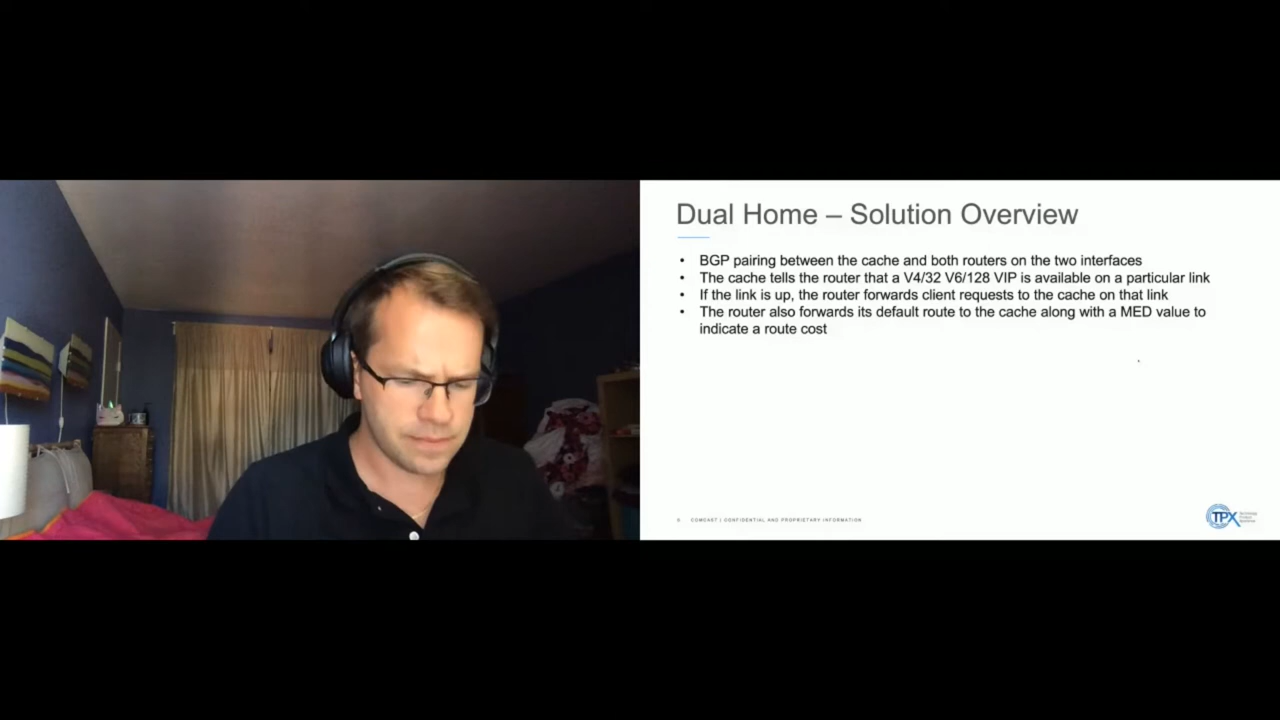 Dual Home – Solution Overview
• BGP pairing between the cache and both routers on the two interfaces
• The cache tells the router that a V4/32 V6/128 VIP is available on a particular link
• If the link is up, the router forwards client requests to the cache on that link
• The router also forwards its default route to the cache along with a MED value to
indicate a route cost
COMCAST | CONFIDENTIAL AND PROPRIETARY INFORMATION
TPX